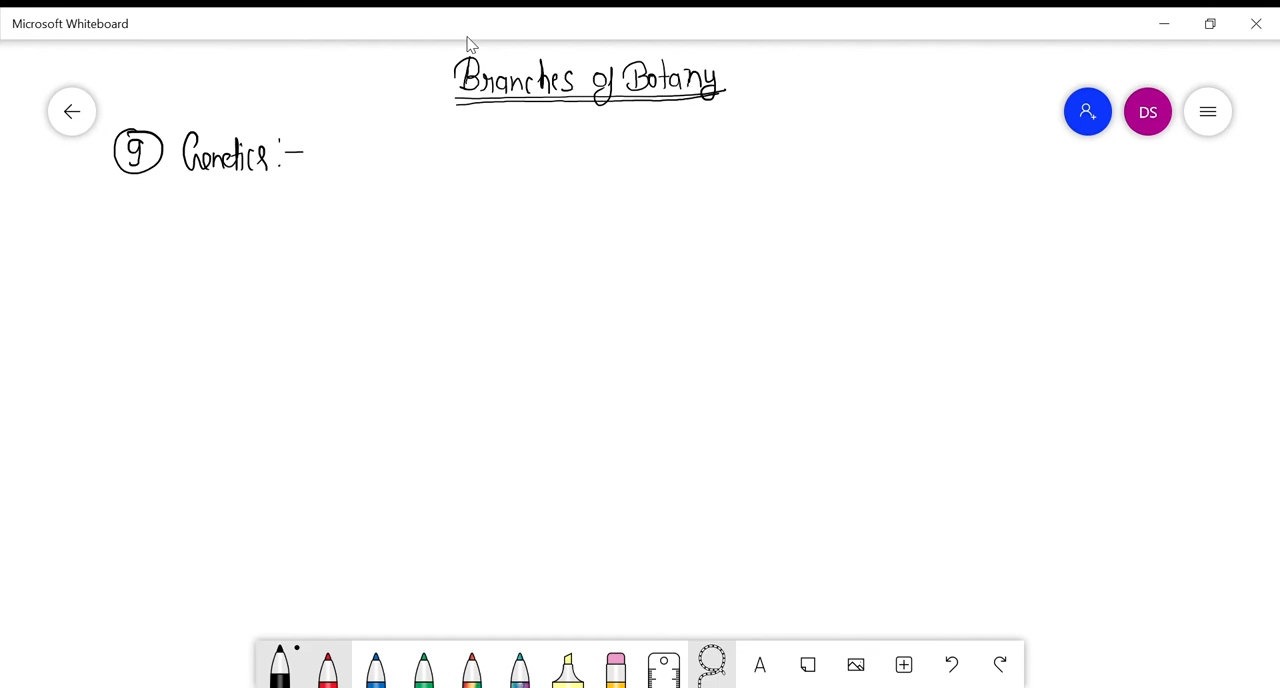 Microsoft Whiteboard
Branches of Botany
DS
9 Genetics :-
A